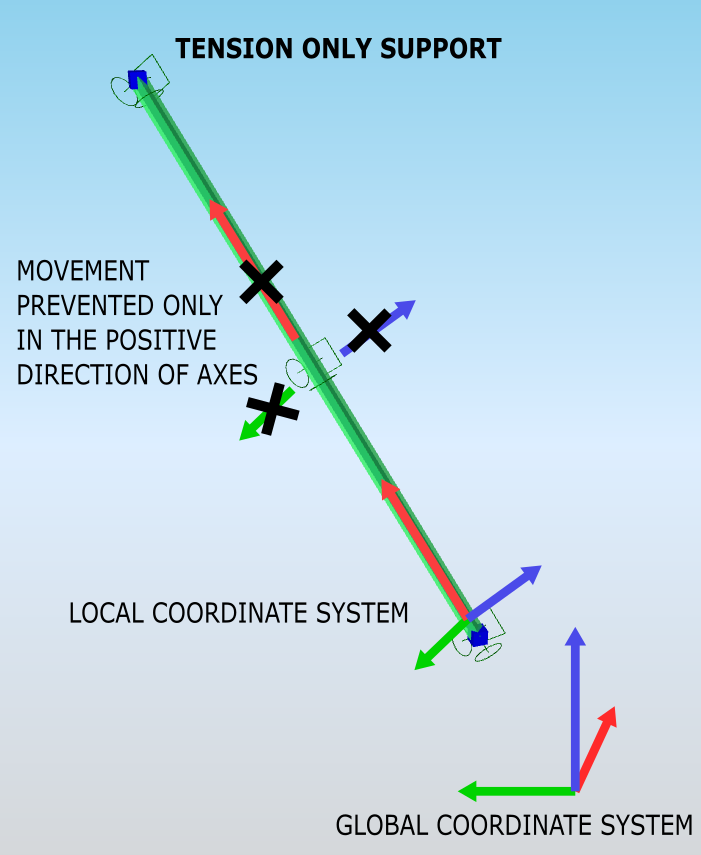 TENSION ONLY SUPPORT
MOVEMENT
PREVENTED ONLY
IN THE POSITIVE
DIRECTION OF AXES
LOCAL COORDINATE SYSTEM
GLOBAL COORDINATE SYSTEM